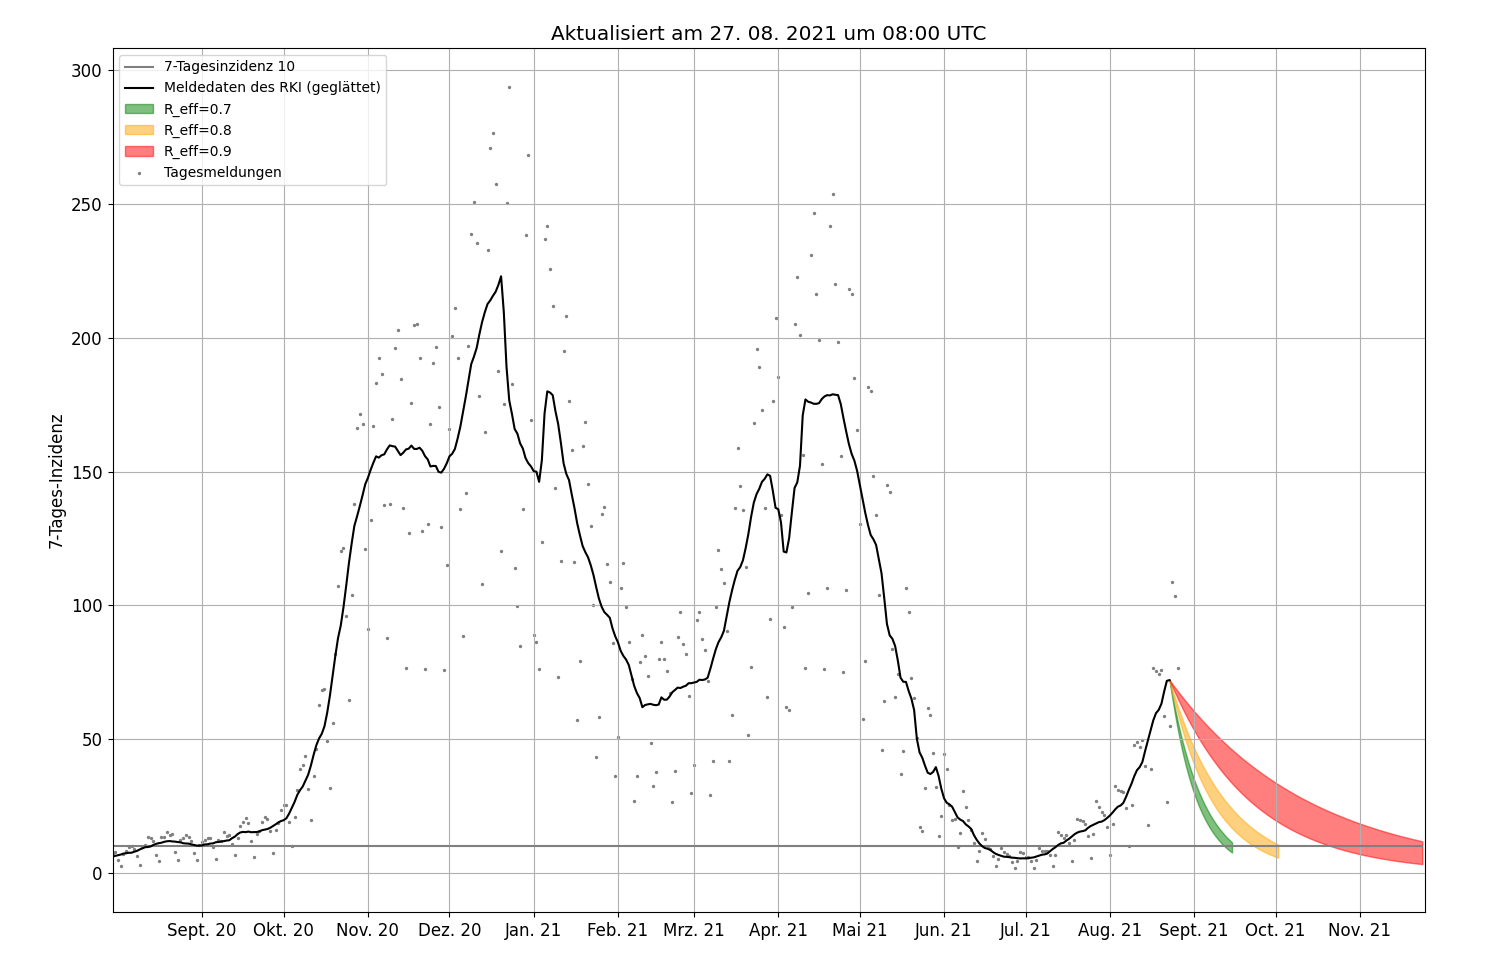 Aktualisiert am 27. 08. 2021 um 08:00 UTC
7-Tagesinzidenz 10
Meldedaten des RKI (geglättet)
R_eff=0.7
R_eff=0.8
R_eff=0.9
Tagesmeldungen
7-Tages-Inzidenz
300
250
200
150
100
50
0
Sept. 20 Okt. 20 Nov. 20 Dez. 20 Jan. 21 Feb. 21 Mrz. 21 Apr. 21 Mai 21 Jun. 21 Jul. 21 Aug. 21 Sept. 21 Oct. 21 Nov. 21